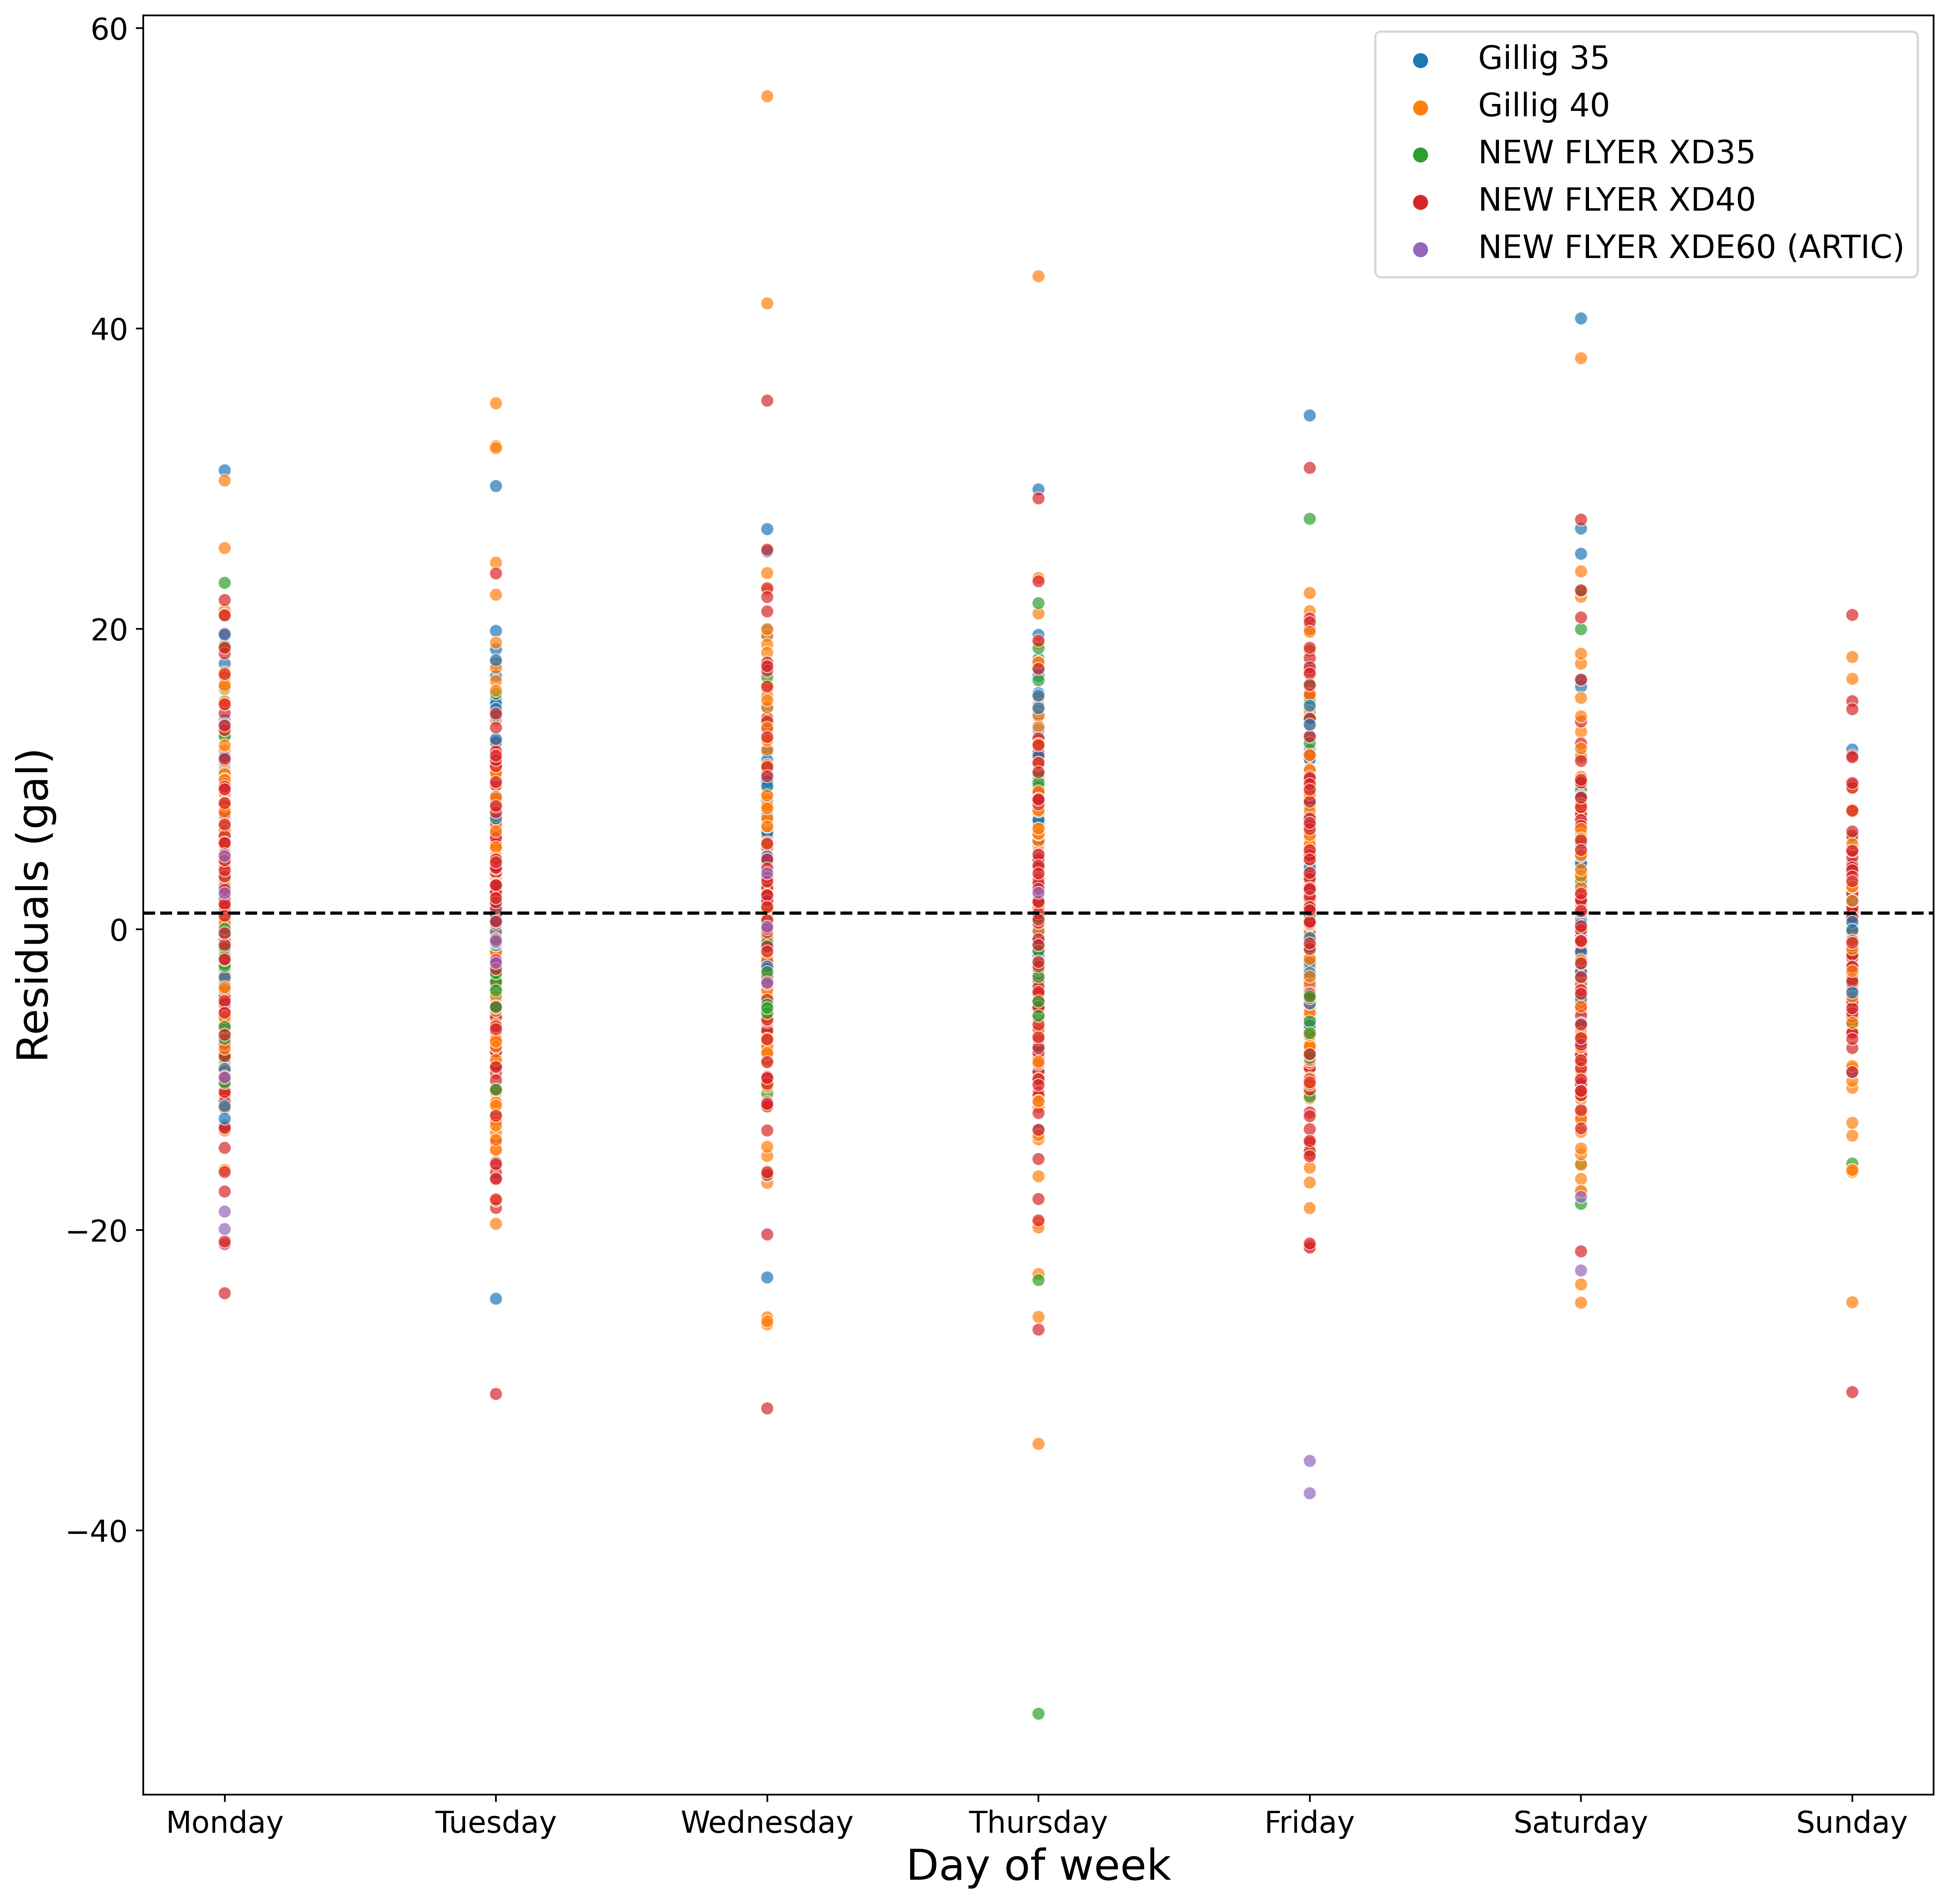 60
40
20
0
−20
−40
Residuals (gal)
Gillig 35
Gillig 40
NEW FLYER XD35
NEW FLYER XD40
NEW FLYER XDE60 (ARTIC)
Monday Tuesday Wednesday Thursday Friday Saturday Sunday
Day of week